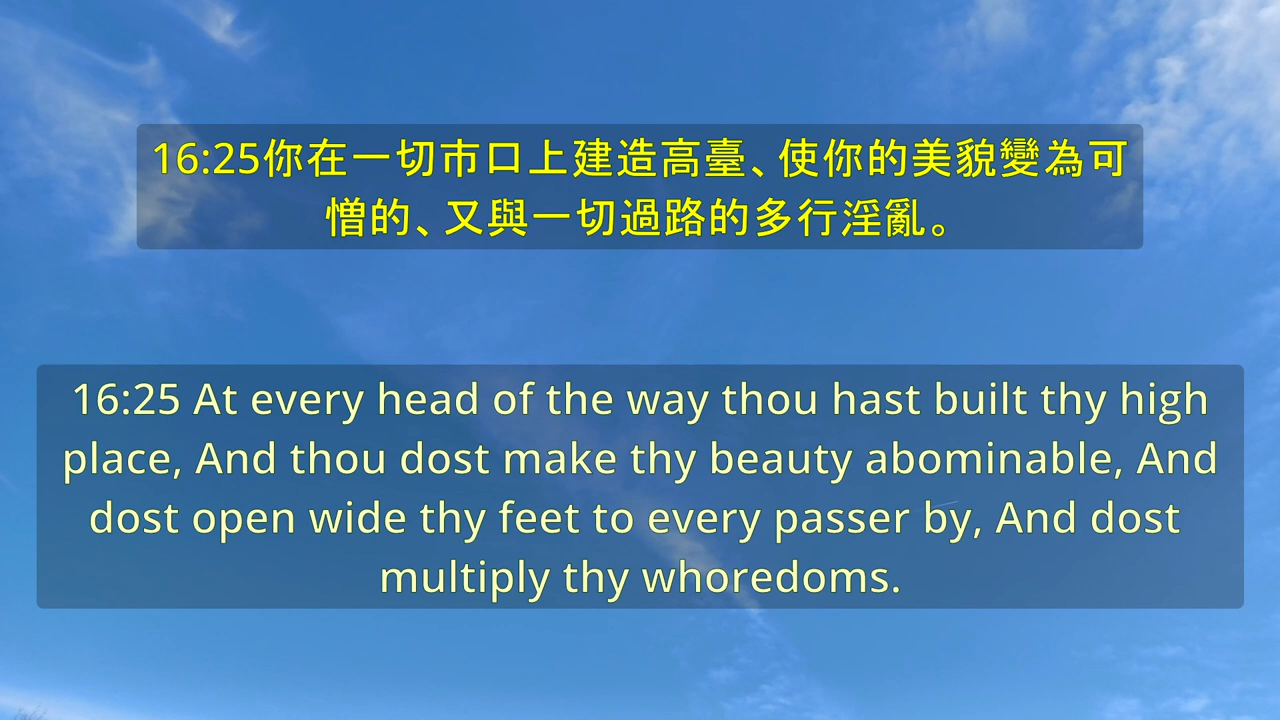 16:25你在一切市口上建造高臺、使你的美貌變為可
憎的、又與一切過路的多行淫亂。
16:25 At every head of the way thou hast built thy high
place, And thou dost make thy beauty abominable, And
dost open wide thy feet to every passer by, And dost
multiply thy whoredoms.